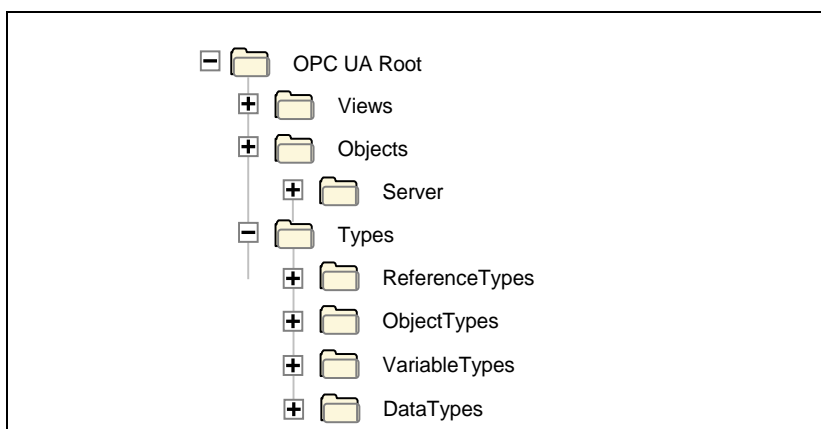 OPC UA Root
Views
Objects
Server
Types
ReferenceTypes
ObjectTypes
VariableTypes
DataTypes